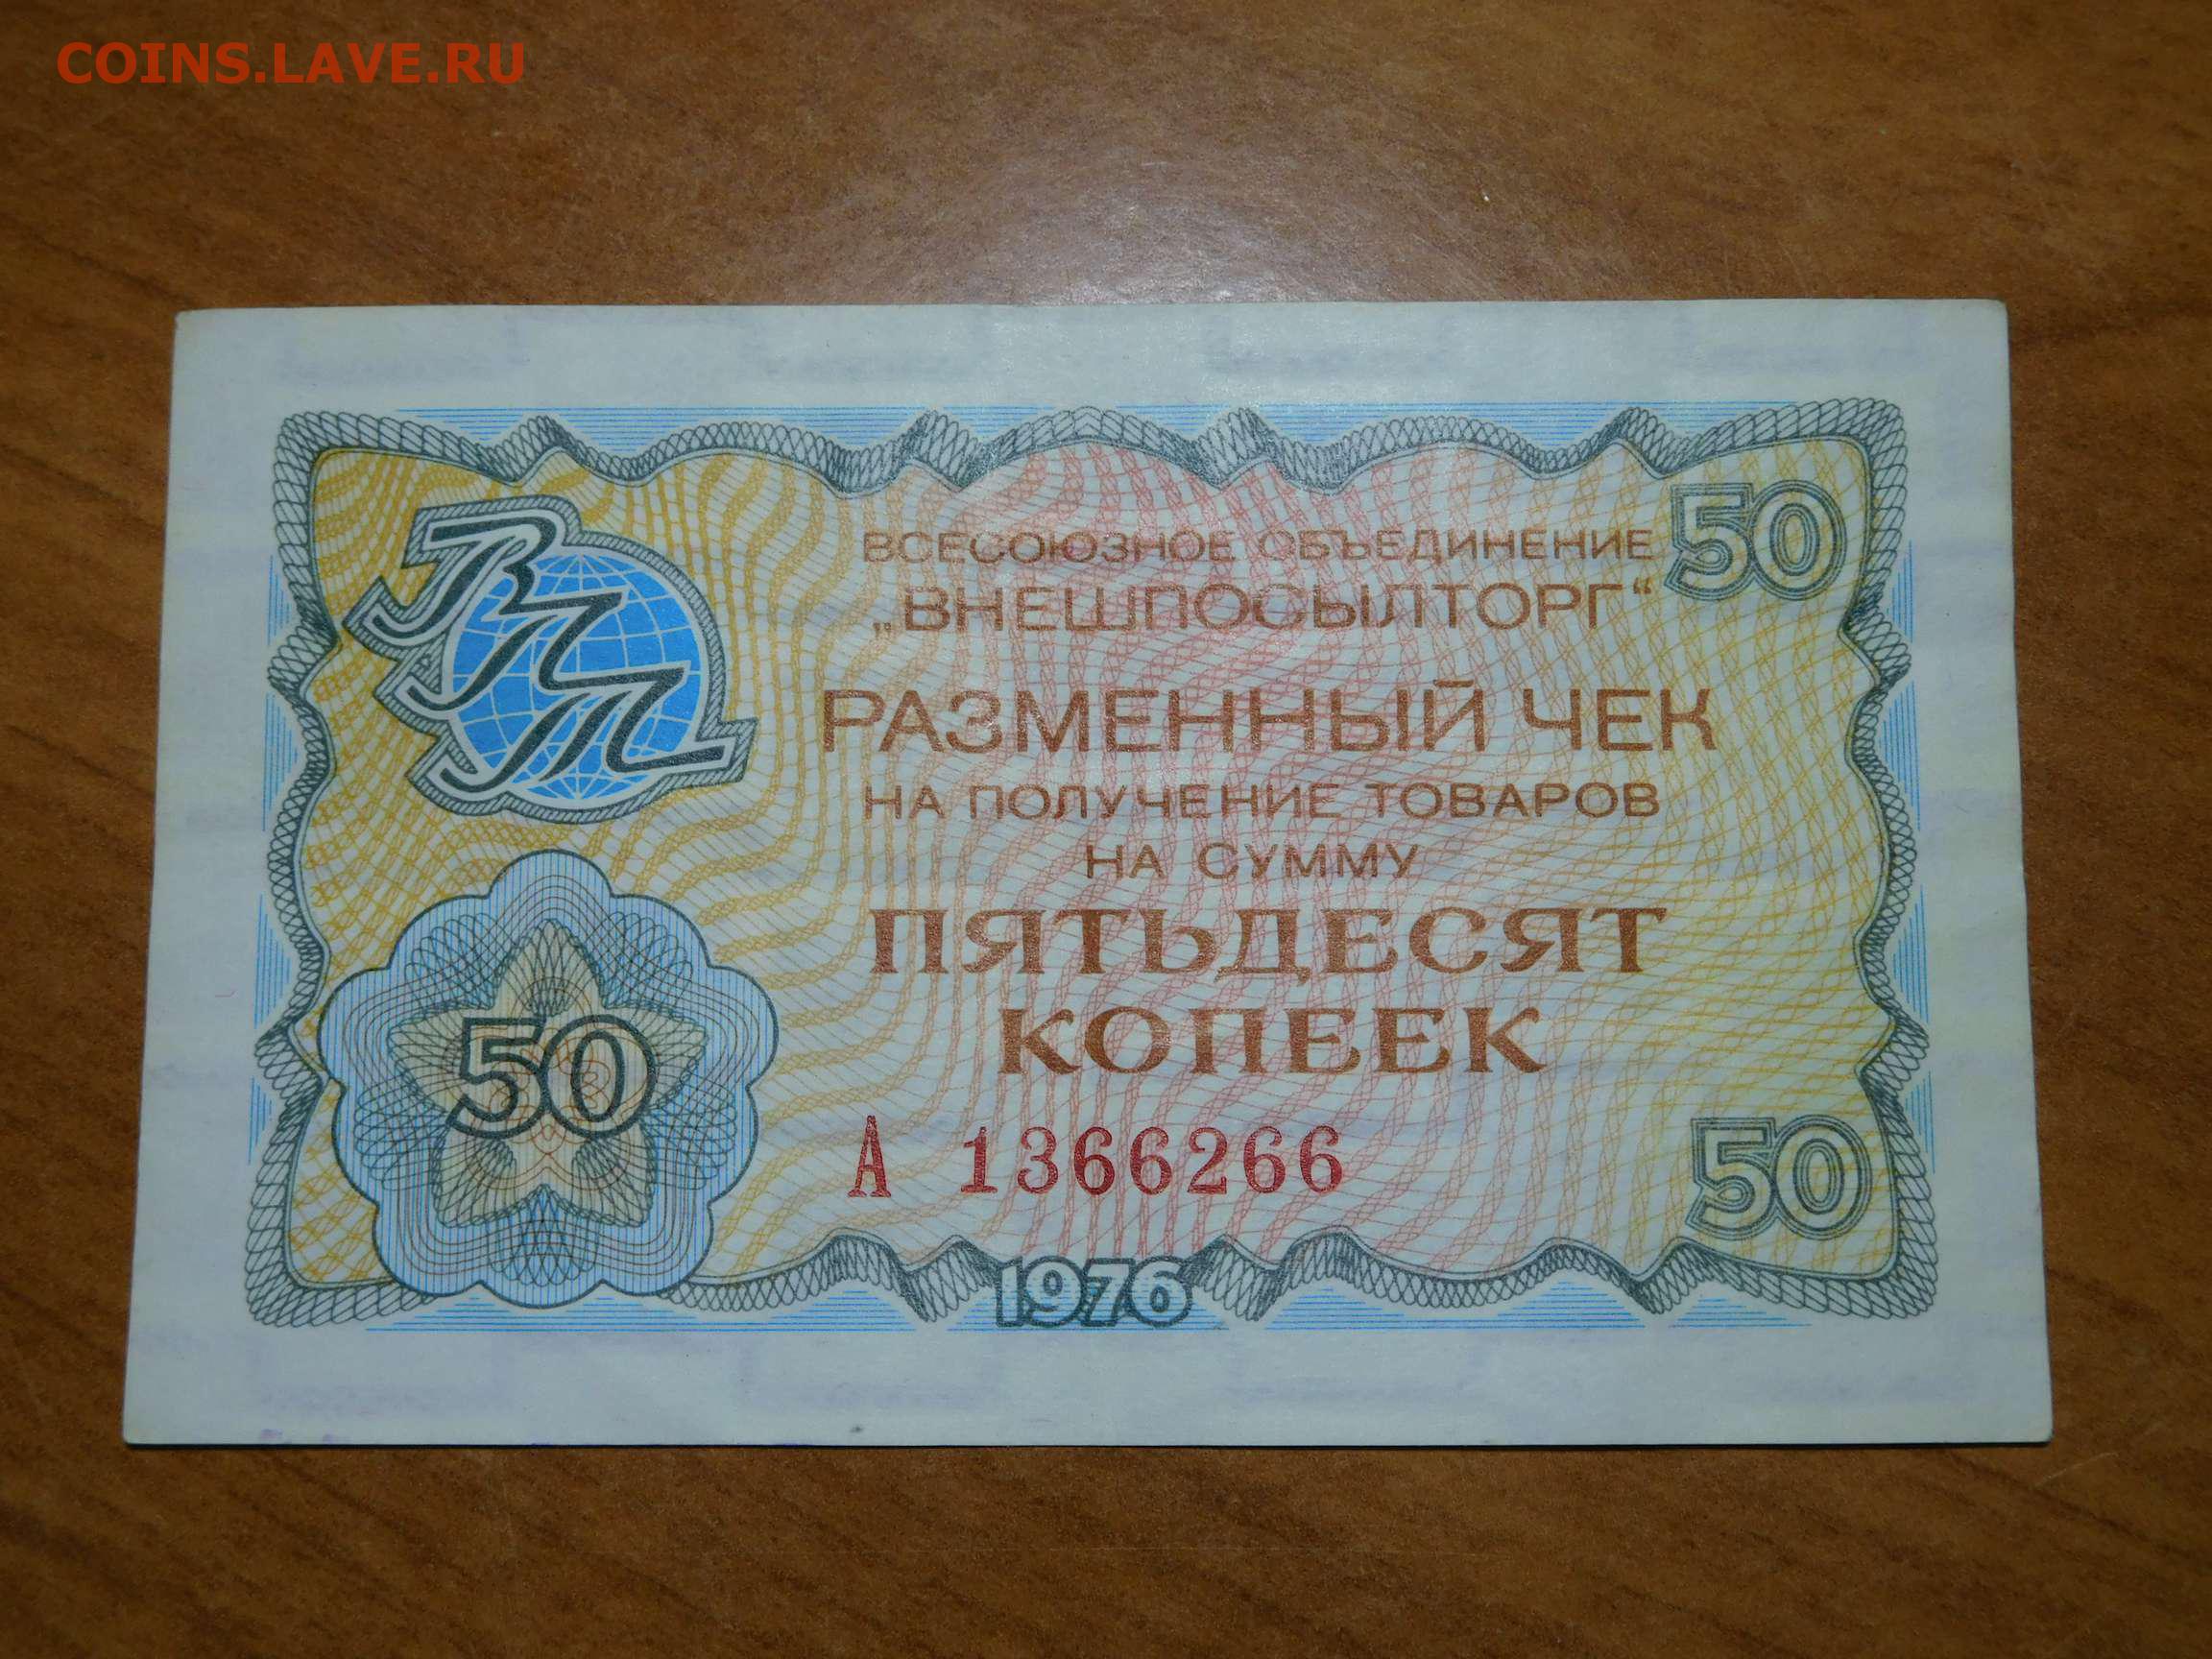 COINS.LAVE.RU
ВПТ
ВСЕСОЮЗНОЕ ОБЪЕДИНЕНИЕ
„ВНЕШПОСЫЛТОРГ“
50
РАЗМЕННЫЙ ЧЕК
НА ПОЛУЧЕНИЕ ТОВАРОВ
НА СУММУ
ПЯТЬДЕСЯТ
КОПЕЕК
50
А 1366266
50
1976